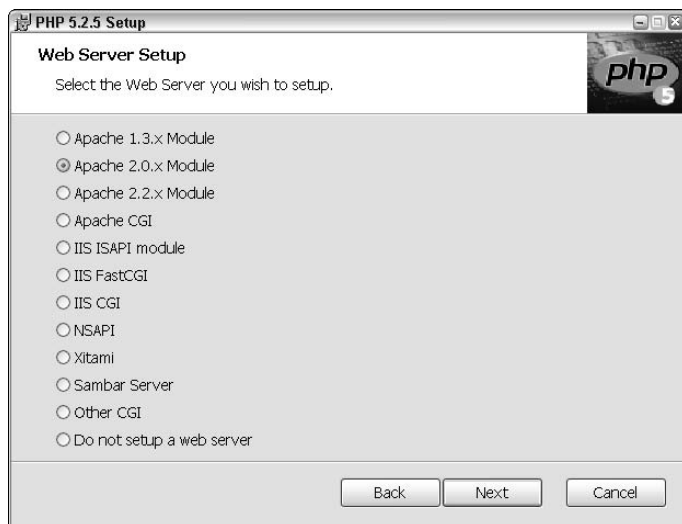 PHP 5.2.5 Setup
Web Server Setup
Select the Web Server you wish to setup.
php
5
Apache 1.3.x Module
Apache 2.0.x Module
Apache 2.2.x Module
Apache CGI
IIS ISAPI module
IIS FastCGI
IIS CGI
NSAPI
Xitami
Sambar Server
Other CGI
Do not setup a web server
Back Next Cancel